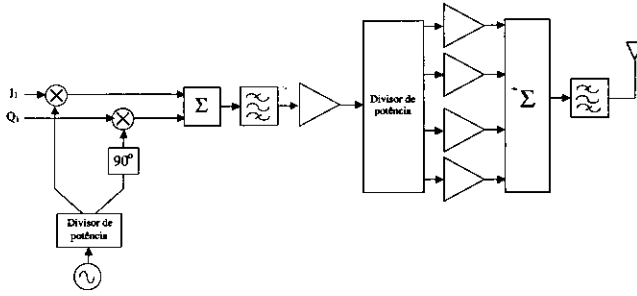 I₁
Q₁
90°
Σ
Divisor de
potência
Divisor de
potência
Σ